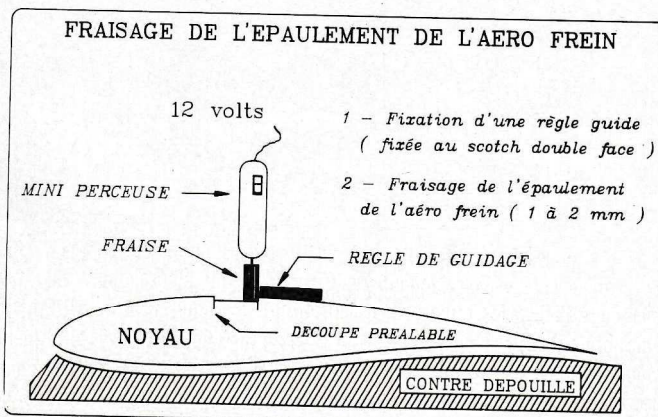 FRAISAGE DE L'EPAULEMENT DE L'AERO FREIN
12 volts
1 - Fixation d'une règle guide
( fixée au scotch double face )
MINI PERCEUSE
2 - Fraisage de l'épaulement
de l'aéro frein ( 1 à 2 mm )
FRAISE
REGLE DE GUIDAGE
NOYAU
DECOUPE PREALABLE
CONTRE DEPOUILLE